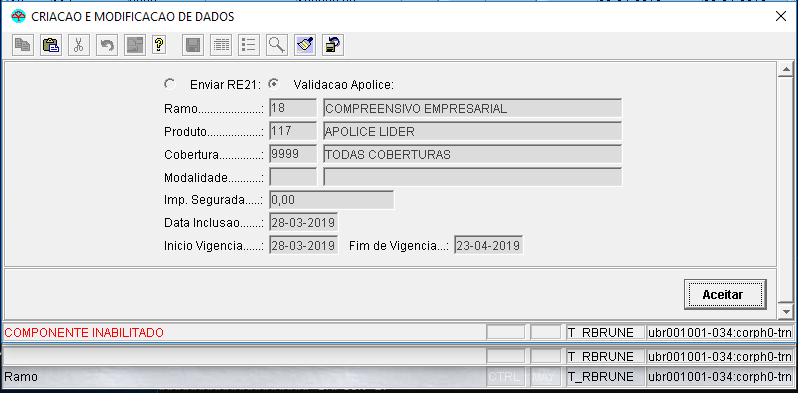 CRIACAO E MODIFICACAO DE DADOS
Enviar RE21: Validacao Apolice:
Ramo....................: 18 COMPREENSIVO EMPRESARIAL
Produto................: 117 APOLICE LIDER
Cobertura.............: 9999 TODAS COBERTURAS
Modalidade...........:
Imp. Segurada.....: 0,00
Data Inclusao.......: 28-03-2019
Inicio Vigencia......: 28-03-2019 Fim de Vigencia...: 23-04-2019
Aceitar
COMPONENTE INABILITADO T_RBRUNE ubr001001-034:corph0-trn
T_RBRUNE ubr001001-034:corph0-trn
Ramo CTRL MAY T_RBRUNE ubr001001-034:corph0-trn